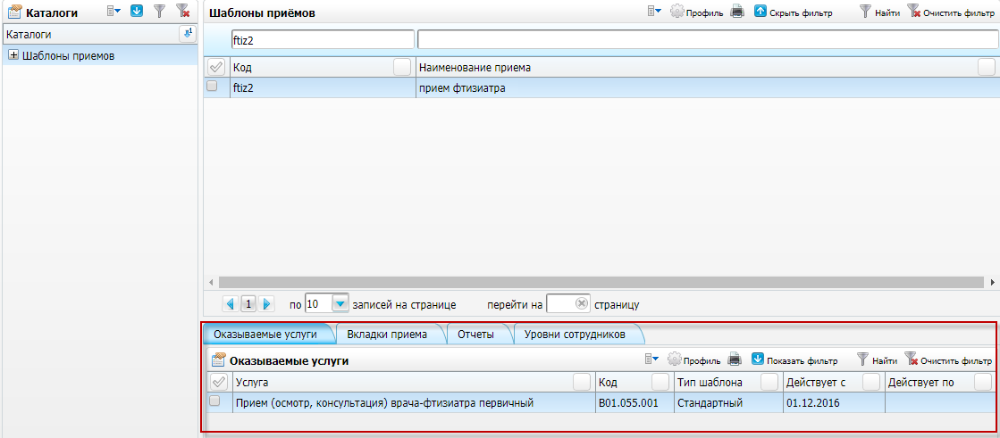 Каталоги
Каталоги
Шаблоны приемов
Шаблоны приёмов Профиль Скрыть фильтр Найти Очистить фильтр
ftiz2
Код Наименование приема
ftiz2 прием фтизиатра
1 по 10 записей на странице перейти на страницу
Оказываемые услуги Вкладки приема Отчеты Уровни сотрудников
Оказываемые услуги Профиль Показать фильтр Найти Очистить фильтр
Услуга Код Тип шаблона Действует с Действует по
Прием (осмотр, консультация) врача-фтизиатра первичный B01.055.001 Стандартный 01.12.2016